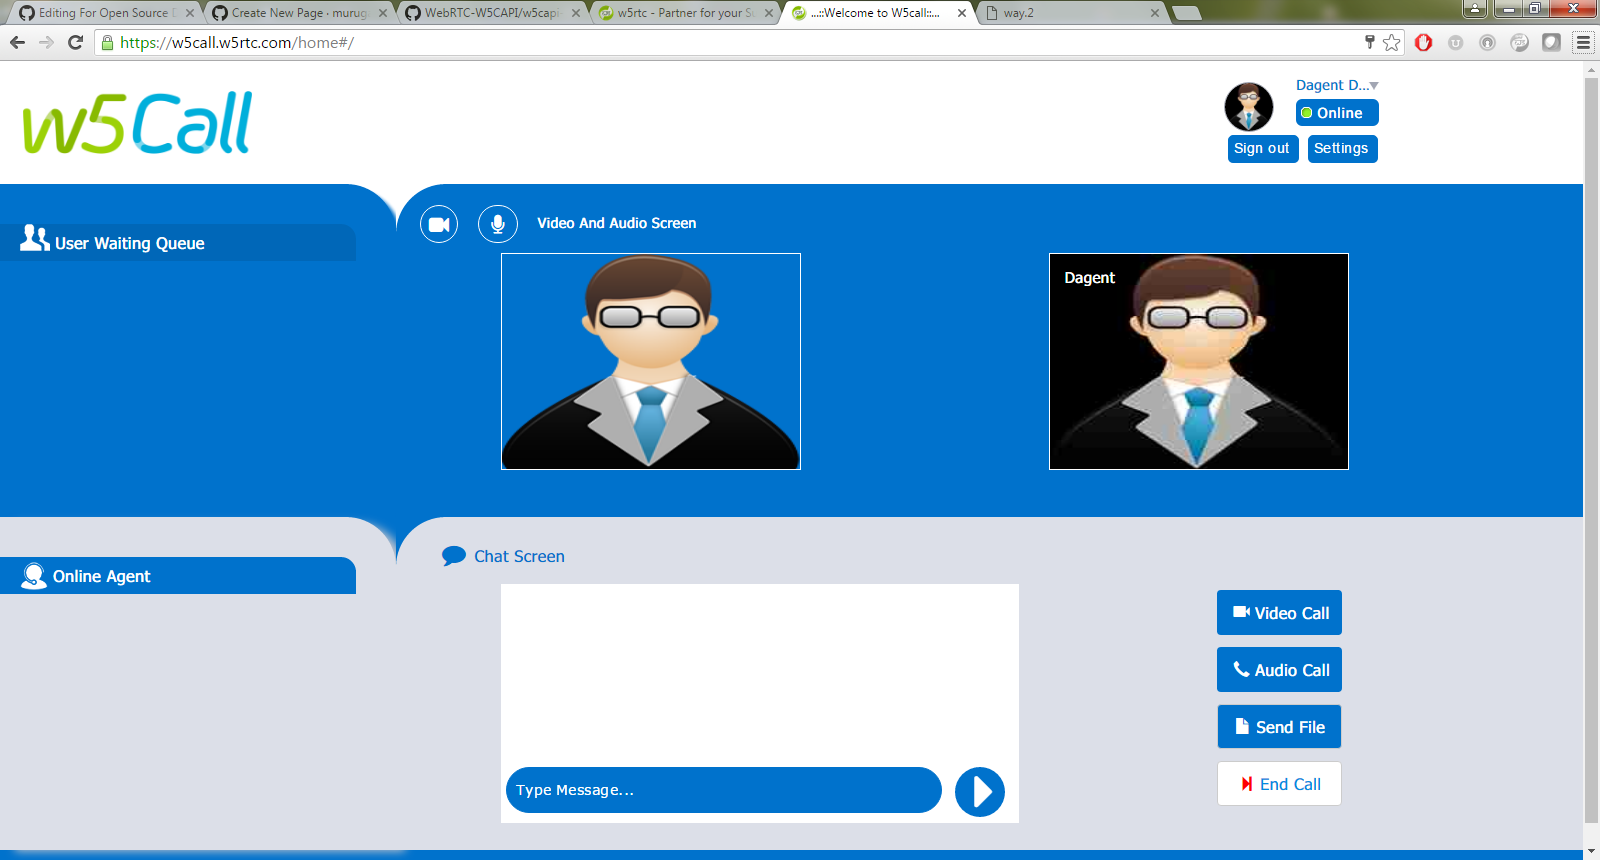 Editing For Open Source
Create New Page · murug
WebRTC-W5CAPI/w5capi
w5rtc - Partner for your
...::Welcome to W5call::...
way.2
https://w5call.w5rtc.com/home#/
w5Call
Dagent D...
Online
Sign out
Settings
User Waiting Queue
Video And Audio Screen
Dagent
Online Agent
Chat Screen
Video Call
Audio Call
Send File
Type Message...
End Call